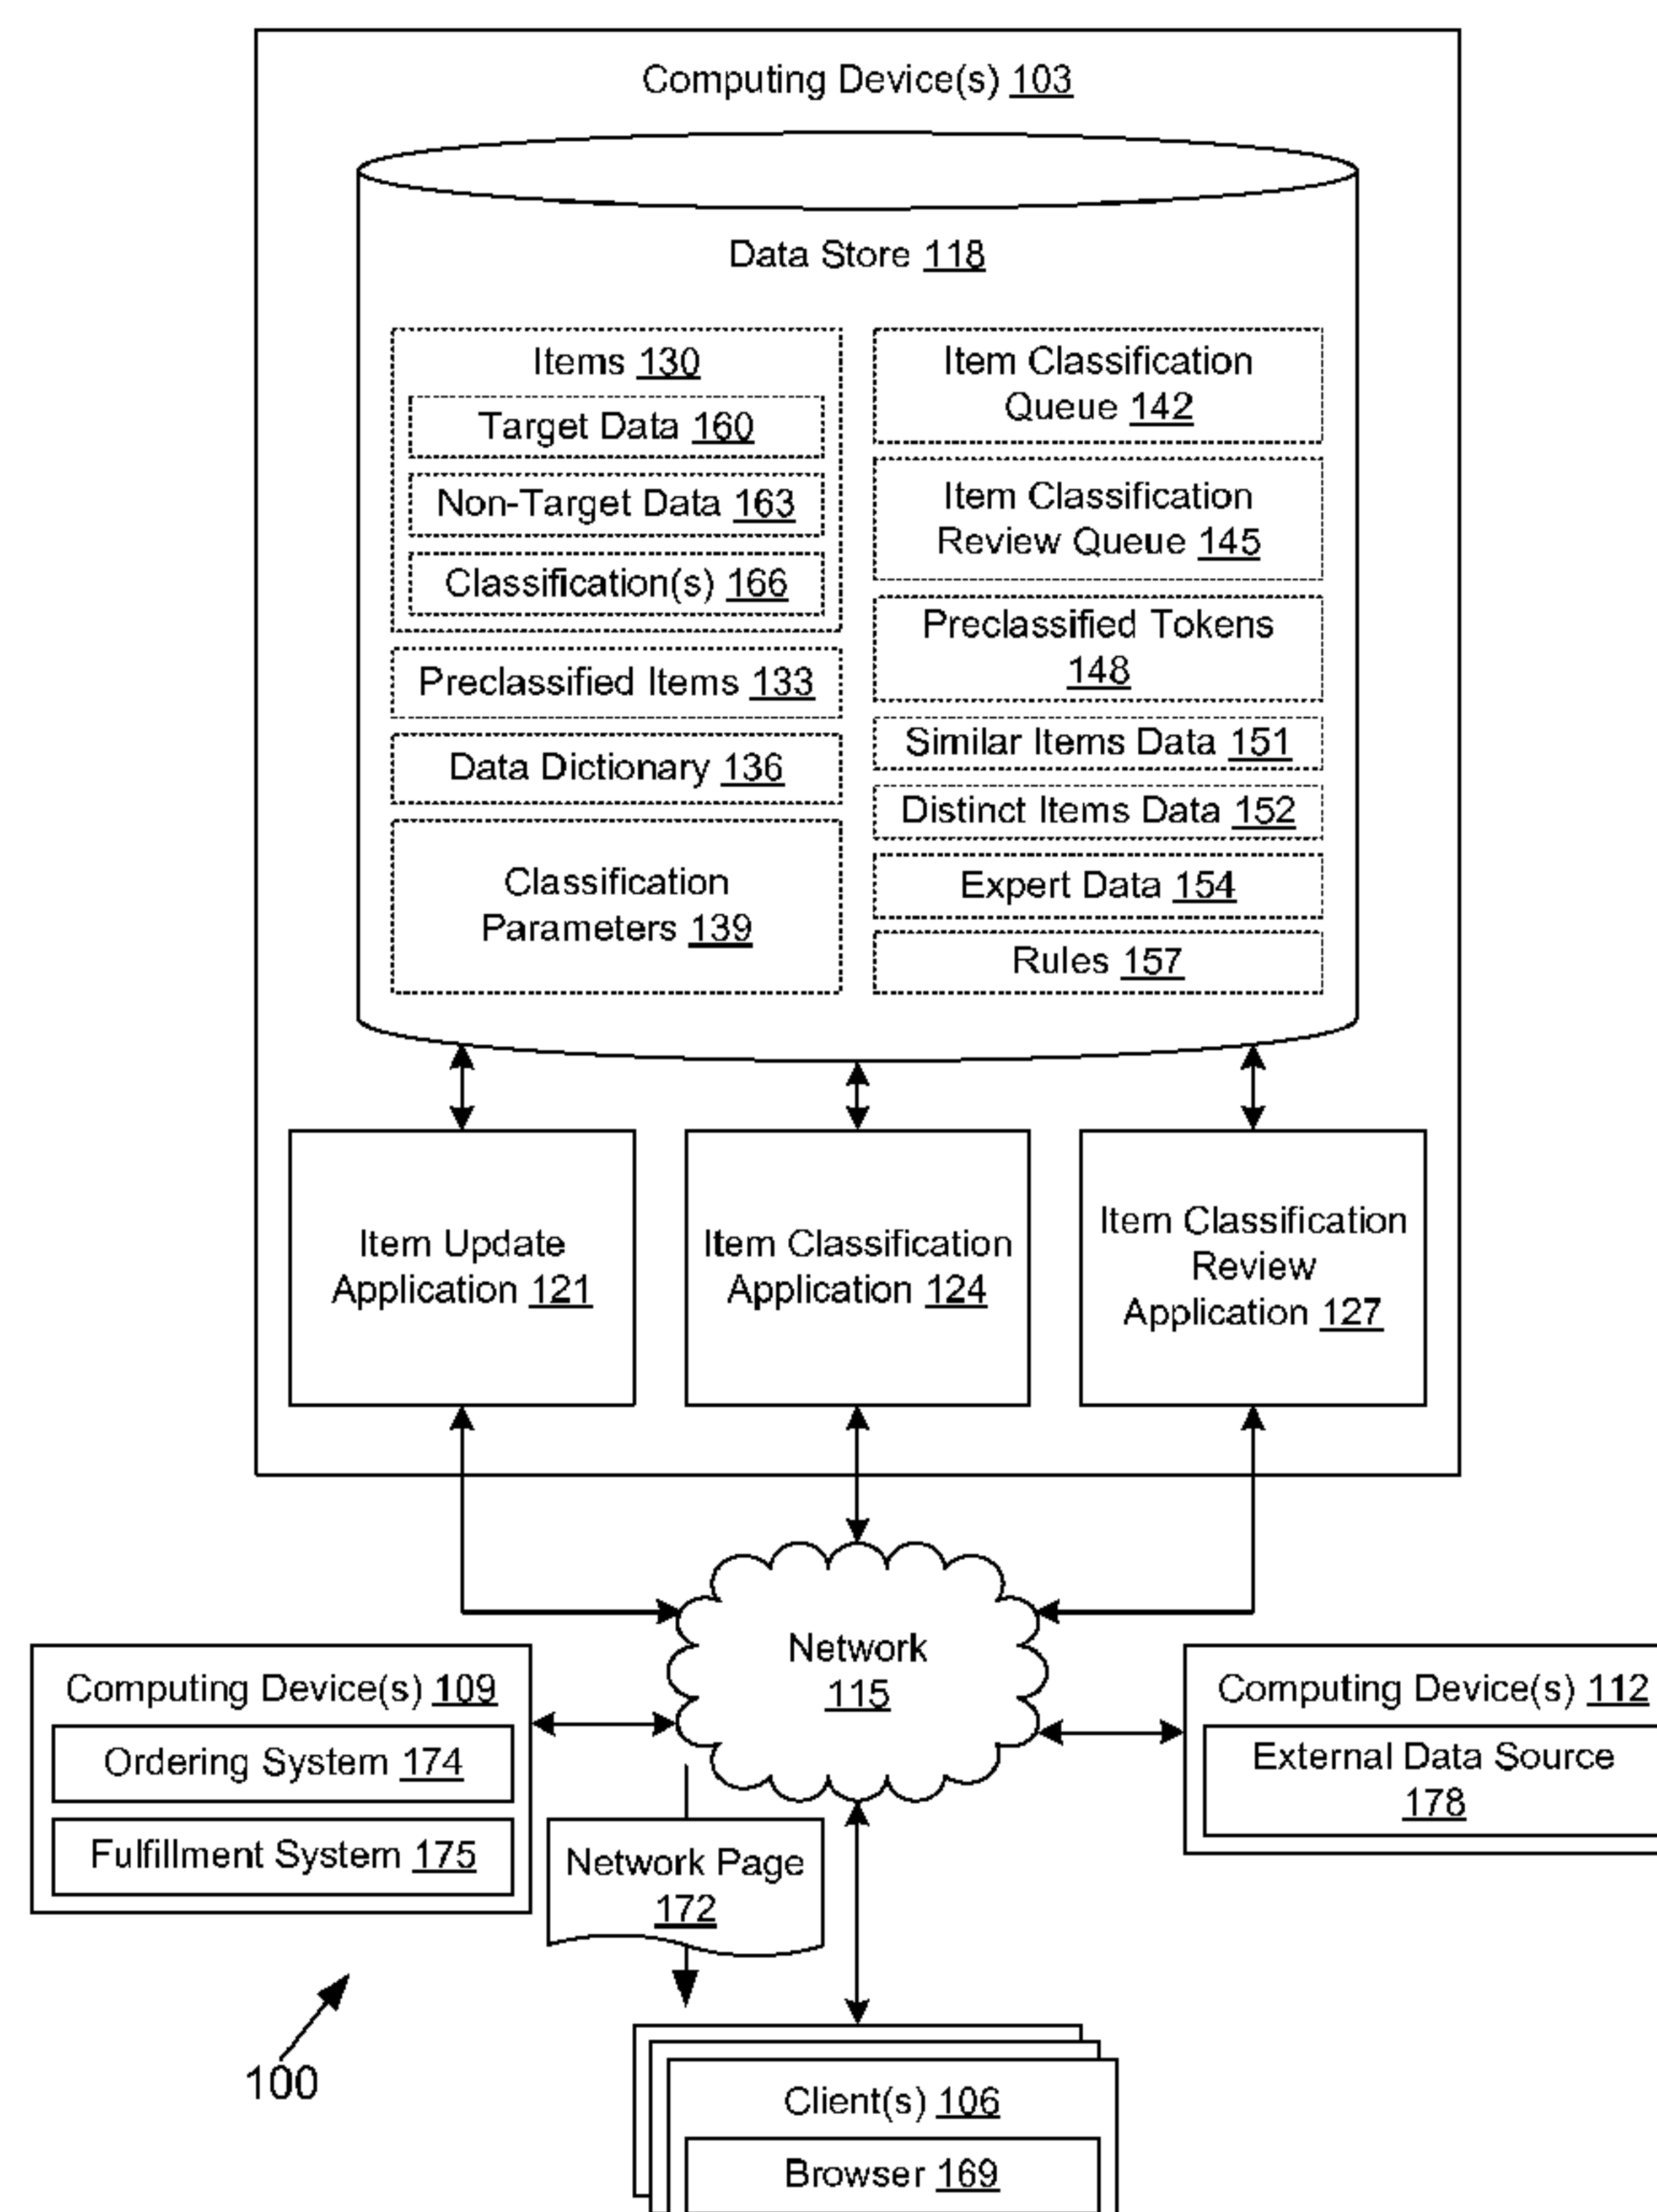 Computing Device(s) 103
Data Store 118
Items 130
Target Data 160
Non-Target Data 163
Classification(s) 166
Preclassified Items 133
Data Dictionary 136
Classification
Parameters 139
Item Classification
Queue 142
Item Classification
Review Queue 145
Preclassified Tokens
148
Similar Items Data 151
Distinct Items Data 152
Expert Data 154
Rules 157
Item Update
Application 121
Item Classification
Application 124
Item Classification
Review
Application 127
Network
115
Computing Device(s) 109
Ordering System 174
Fulfillment System 175
Computing Device(s) 112
External Data Source
178
Network Page
172
100
Client(s) 106
Browser 169